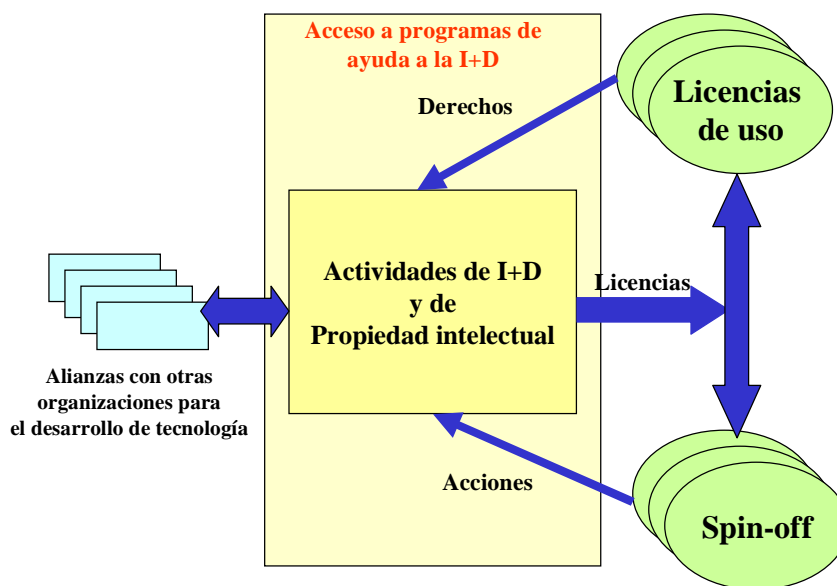 Acceso a programas de
ayuda a la I+D
Licencias
de uso
Derechos
Actividades de I+D
y de
Propiedad intelectual
Licencias
Alianzas con otras
organizaciones para
el desarrollo de tecnología
Acciones
Spin-off